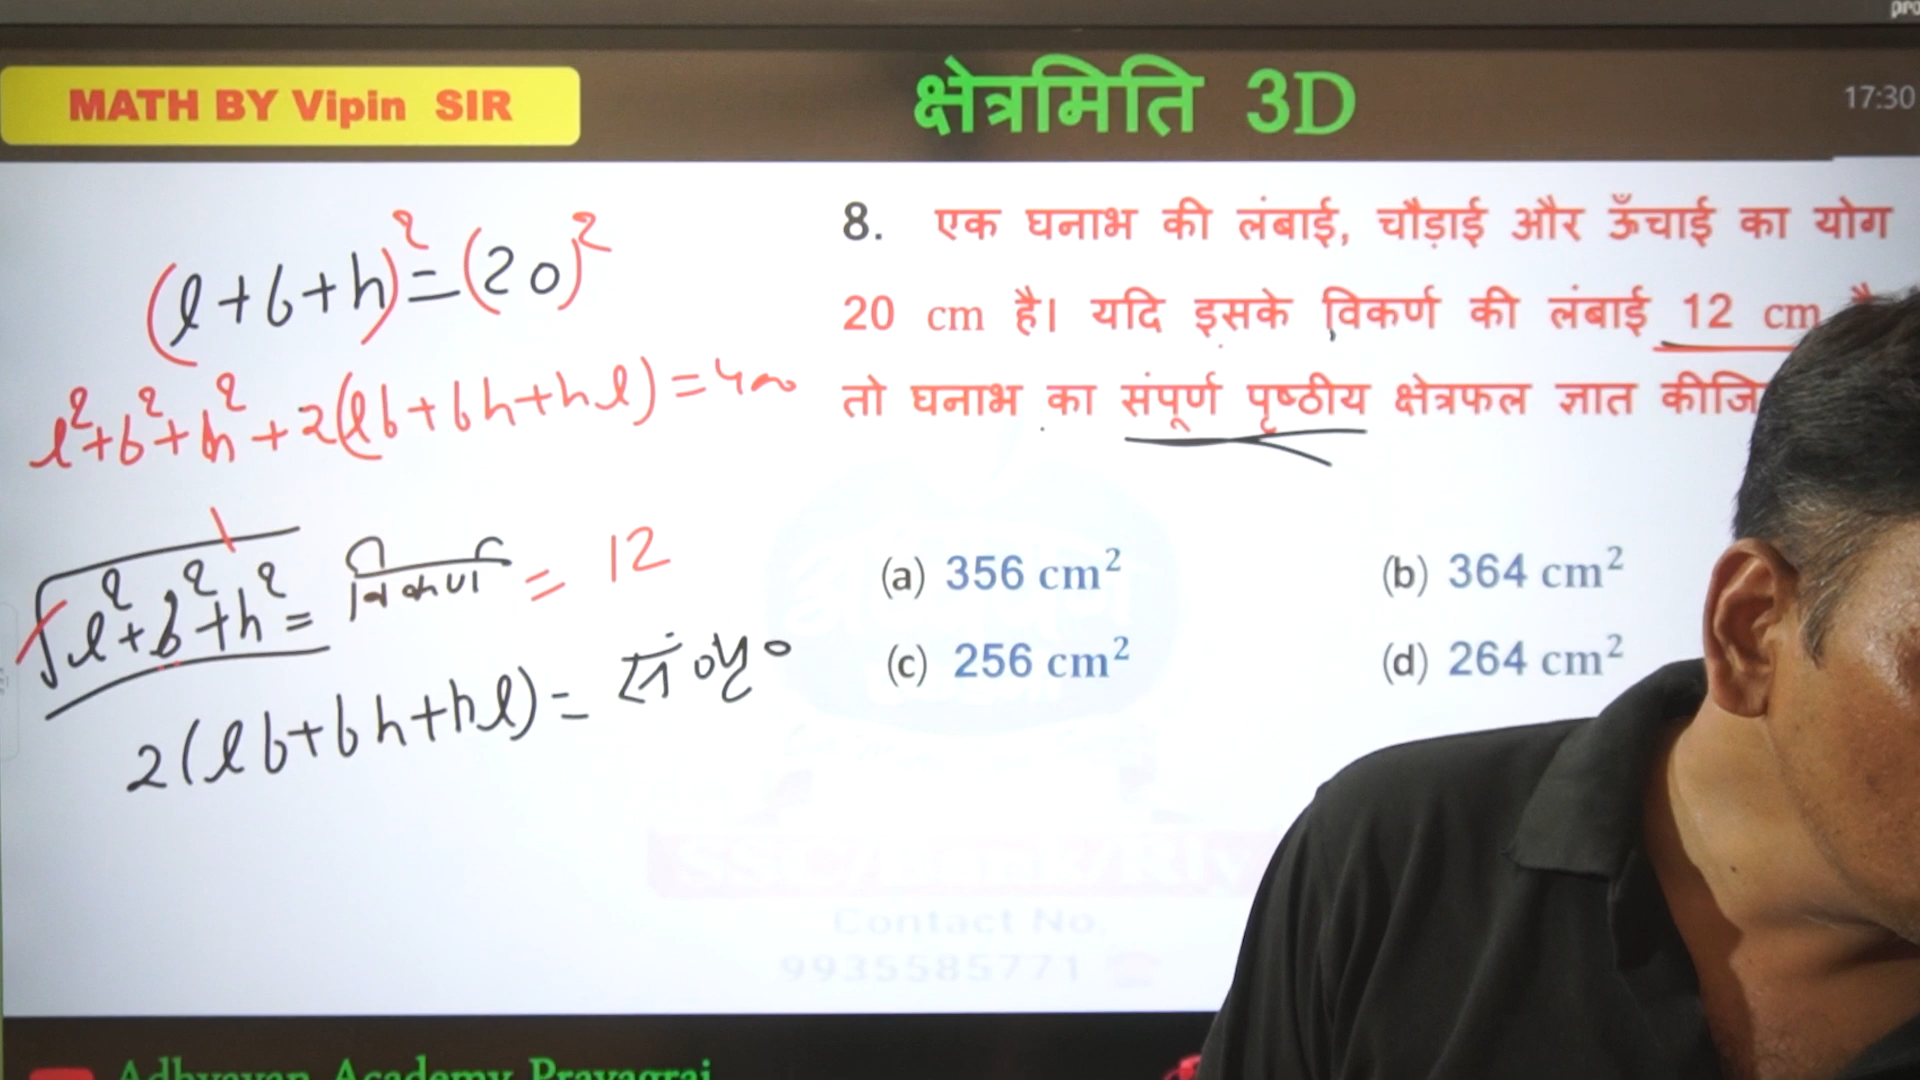 MATH BY Vipin SIR
क्षेत्रमिति 3D
17:30
(l+b+h)²=(20)²
l²+b²+h²+2(lb+bh+hl)=400
√l²+b²+h² = विकर्ण = 12
2(lb+bh+hl)= सं०पृ०
8. एक घनाभ की लंबाई, चौड़ाई और ऊँचाई का योग
20 cm है। यदि इसके विकर्ण की लंबाई 12 cm
तो घनाभ का संपूर्ण पृष्ठीय क्षेत्रफल ज्ञात
(a) 356 cm²
(b) 364 cm²
(c) 256 cm²
(d) 264 cm²
Contact No.
9935585771
Adhyayan Academy Prayagraj